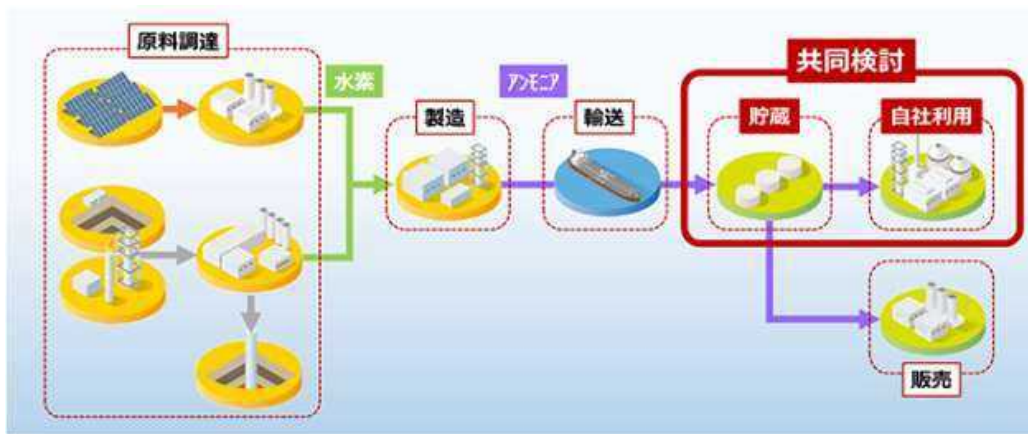 原料調達
水素
製造
アンモニア
輸送
共同検討
貯蔵
自社利用
販売